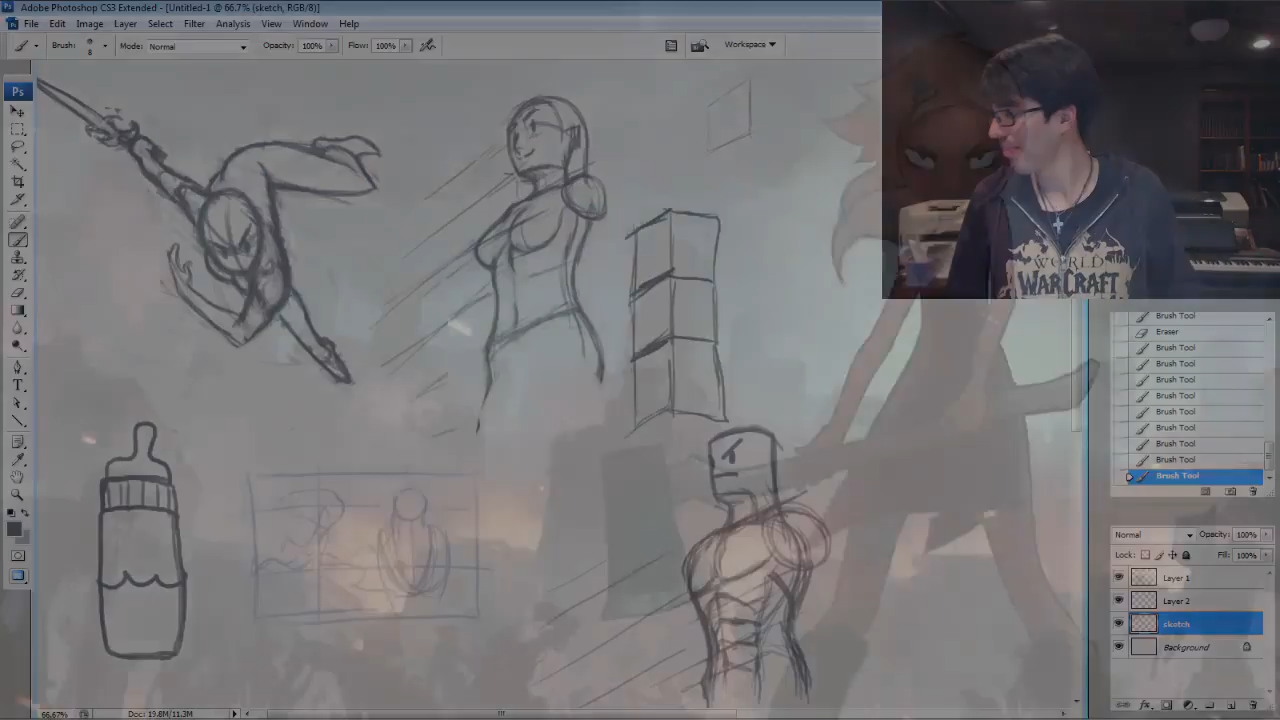 Adobe Photoshop CS3 Extended - [Untitled-1 @ 66.7% (sketch, RGB/8)]
File Edit Image Layer Select Settings Analysis View Window Help
Brush: 8 Mode: Normal Opacity: 100% Flow: 100% Workspace
Ps
T
WORLD
WARCRAFT
Brush Tool
Eraser
Brush Tool
Brush Tool
Brush Tool
Brush Tool
Brush Tool
Brush Tool
Brush Tool
Brush Tool
Brush Tool
Normal Opacity: 100%
Lock: Fill: 100%
Layer 1
Layer 2
sketch
Background
66.67% Doc: 19.8M/11.3M